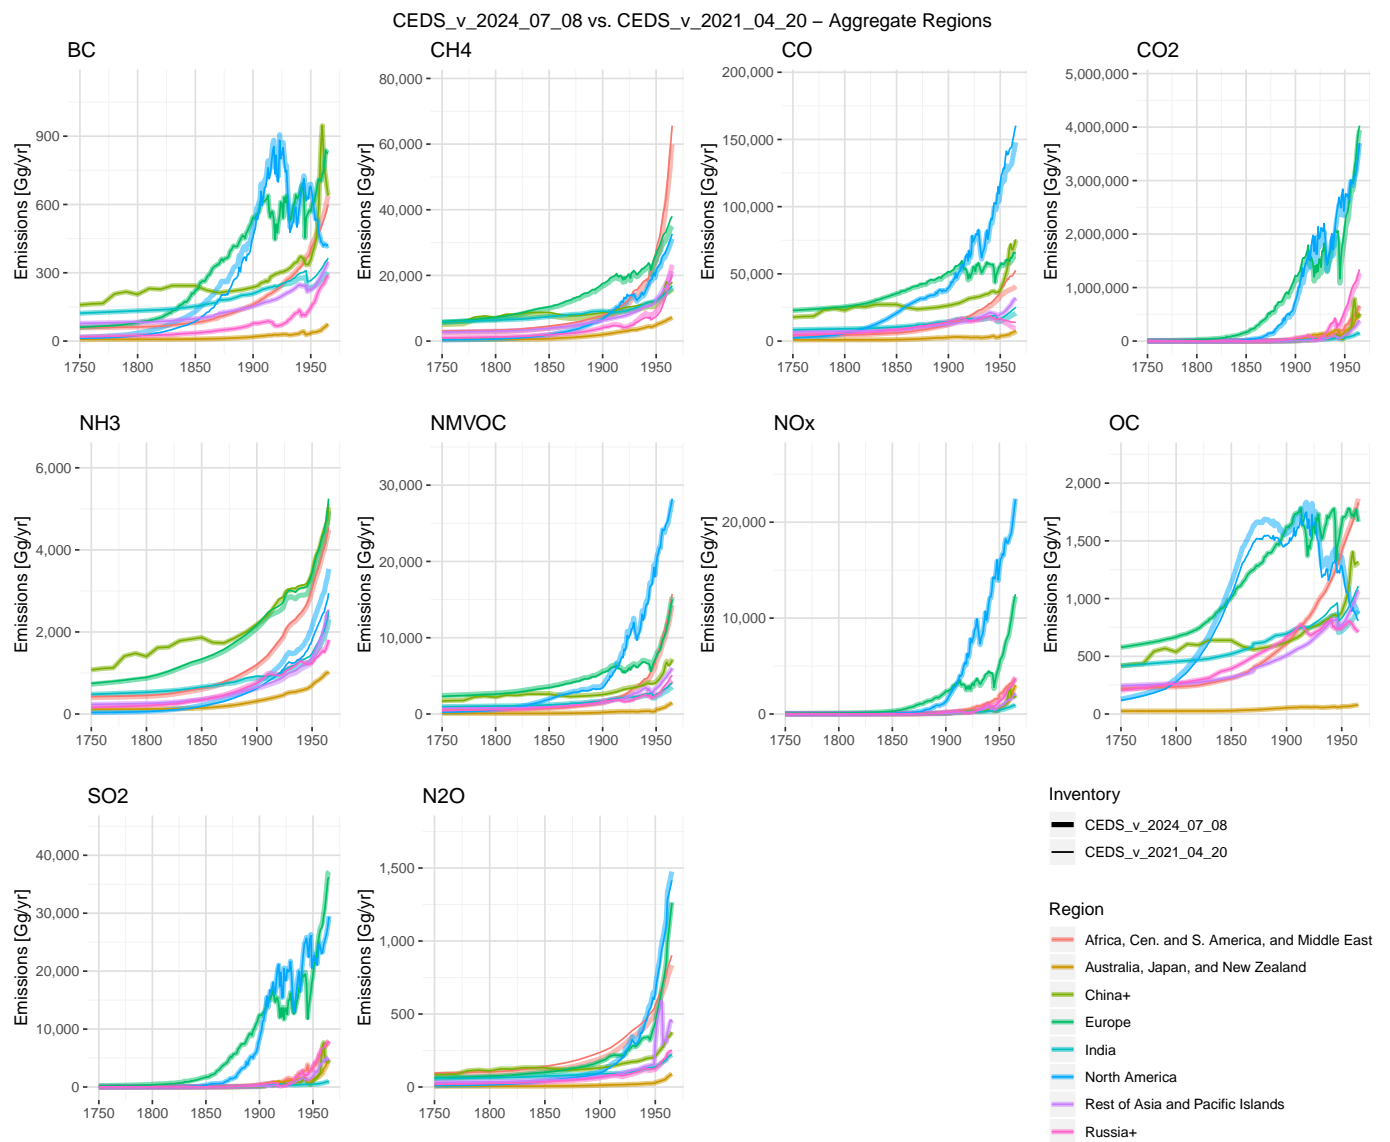 CEDS_v_2024_07_08 vs. CEDS_v_2021_04_20 – Aggregate Regions
BC
Emissions [Gg/yr]
900
600
300
0
1750 1800 1850 1900 1950
CH4
Emissions [Gg/yr]
80,000
60,000
40,000
20,000
0
1750 1800 1850 1900 1950
CO
Emissions [Gg/yr]
200,000
150,000
100,000
50,000
0
1750 1800 1850 1900 1950
CO2
Emissions [Gg/yr]
5,000,000
4,000,000
3,000,000
2,000,000
1,000,000
0
1750 1800 1850 1900 1950
NH3
Emissions [Gg/yr]
6,000
4,000
2,000
0
1750 1800 1850 1900 1950
NMVOC
Emissions [Gg/yr]
30,000
20,000
10,000
0
1750 1800 1850 1900 1950
NOx
Emissions [Gg/yr]
20,000
10,000
0
1750 1800 1850 1900 1950
OC
Emissions [Gg/yr]
2,000
1,500
1,000
500
0
1750 1800 1850 1900 1950
SO2
Emissions [Gg/yr]
40,000
30,000
20,000
10,000
0
1750 1800 1850 1900 1950
N2O
Emissions [Gg/yr]
1,500
1,000
500
0
1750 1800 1850 1900 1950
Inventory
CEDS_v_2024_07_08
CEDS_v_2021_04_20
Region
Africa, Cen. and S. America, and Middle East
Australia, Japan, and New Zealand
China+
Europe
India
North America
Rest of Asia and Pacific Islands
Russia+